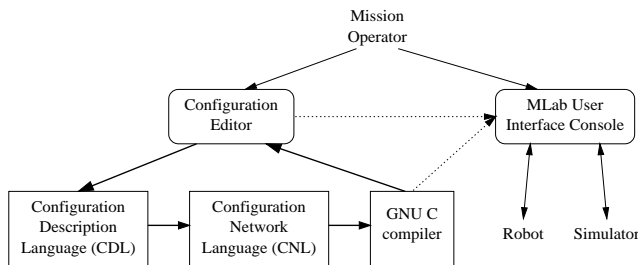 Mission
Operator
Configuration
Editor
MLab User
Interface Console
Configuration
Description
Language (CDL)
Configuration
Network
Language (CNL)
GNU C
compiler
Robot
Simulator